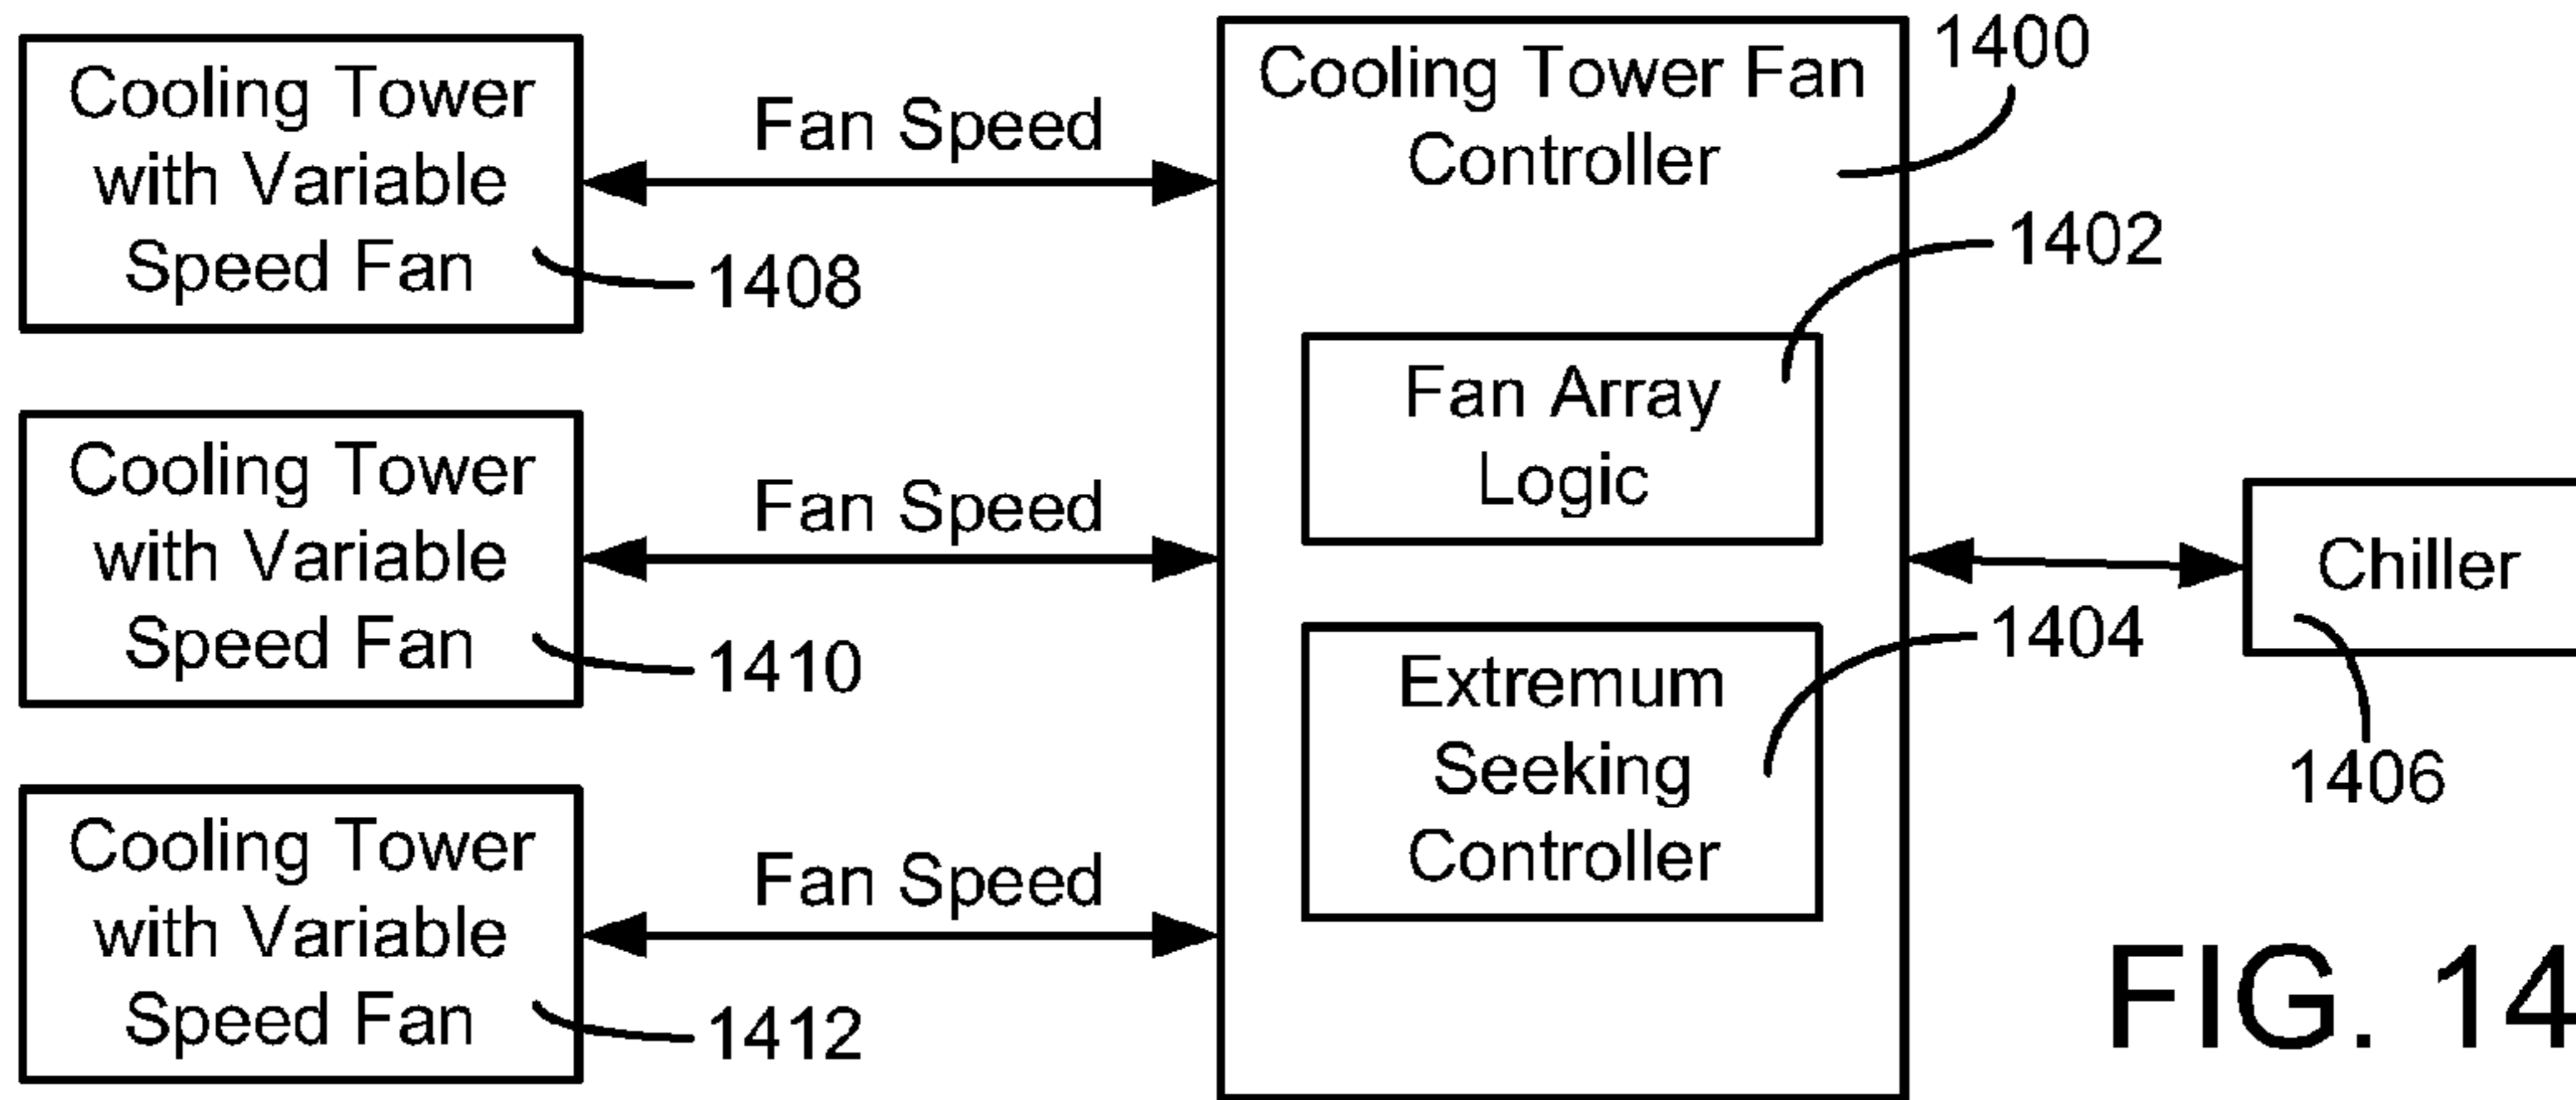 Cooling Tower
with Variable
Speed Fan
1408
Fan Speed
Cooling Tower
with Variable
Speed Fan
1410
Fan Speed
Cooling Tower
with Variable
Speed Fan
1412
Fan Speed
Cooling Tower Fan
Controller
1400
Fan Array
Logic
1402
Extremum
Seeking
Controller
1404
Chiller
1406
FIG. 14